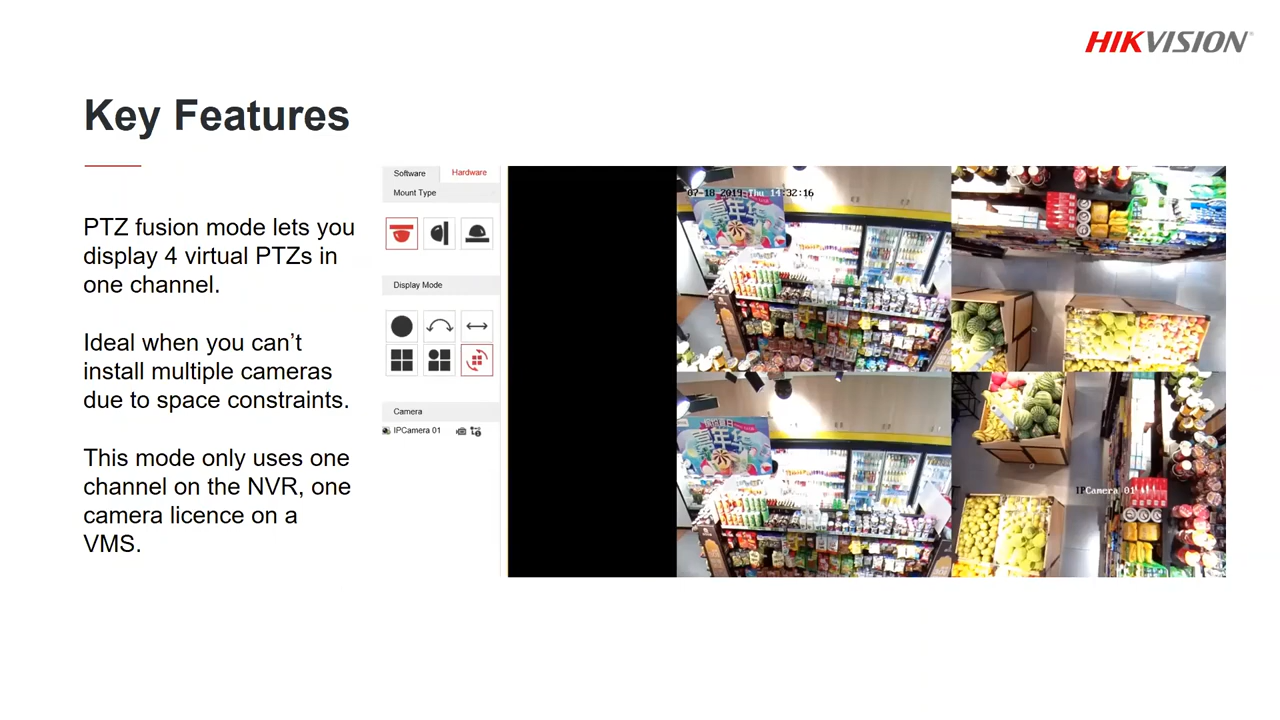 HIKVISION
Key Features
PTZ fusion mode lets you
display 4 virtual PTZs in
one channel.
Ideal when you can’t
install multiple cameras
due to space constraints.
This mode only uses one
channel on the NVR, one
camera licence on a
VMS.
Software
Hardware
Mount Type
Display Mode
Camera
IPCamera 01
07-18-2019 Thu 14:32:16
IPCamera 01